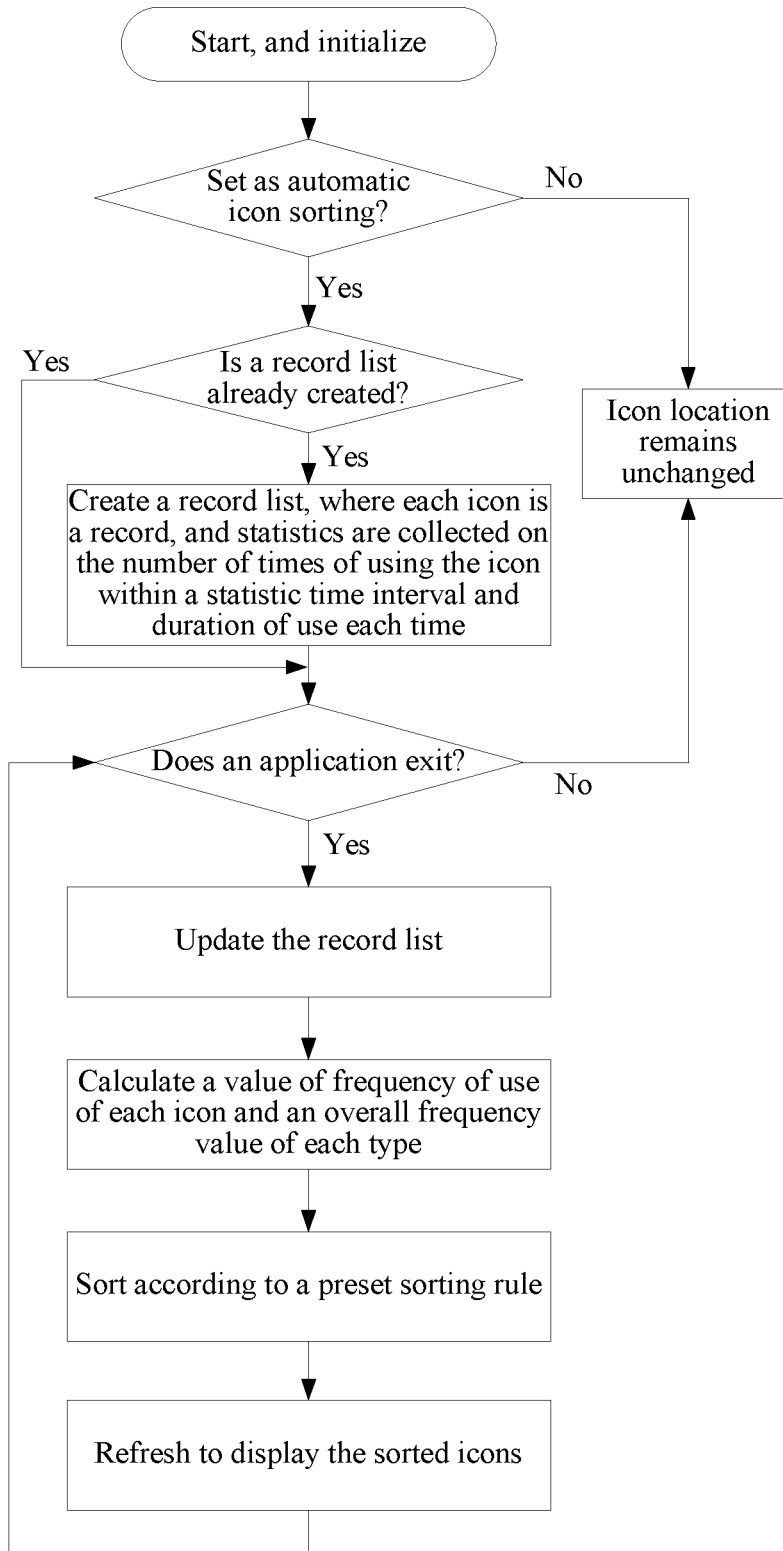 Start, and initialize
Set as automatic
icon sorting?
No
Yes
Yes
Is a record list
already created?
Icon location
remains
unchanged
Yes
Create a record list, where each icon is
a record, and statistics are collected on
the number of times of using the icon
within a statistic time interval and
duration of use each time
Does an application exit?
No
Yes
Update the record list
Calculate a value of frequency of use
of each icon and an overall frequency
value of each type
Sort according to a preset sorting rule
Refresh to display the sorted icons